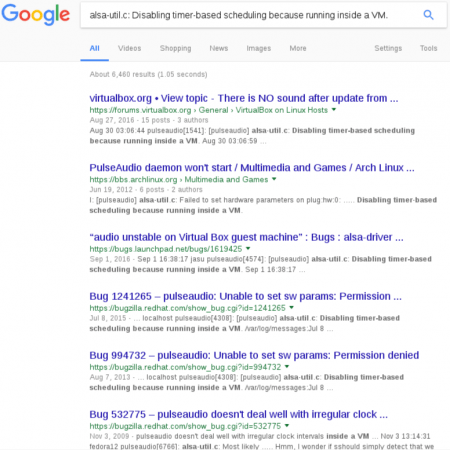 Google alsa-util.c: Disabling timer-based scheduling because running inside a VM.
All Videos Shopping News Images More Settings Tools
About 6,460 results (1.05 seconds)
virtualbox.org • View topic - There is NO sound after update from ...
https://forums.virtualbox.org › General › VirtualBox on Linux Hosts
Aug 27, 2016 - 15 posts - 3 authors
Aug 30 03:06:44 pulseaudio[1541]: [pulseaudio] alsa-util.c: Disabling timer-based scheduling
because running inside a VM. Aug 30 03:06:59 ...
PulseAudio daemon won't start / Multimedia and Games / Arch Linux ...
https://bbs.archlinux.org › Multimedia and Games
Jun 19, 2012 - 6 posts - 2 authors
I: [pulseaudio] alsa-util.c: Failed to set hardware parameters on plug:hw:0: ..... Disabling timer-based
scheduling because running inside a VM.
“audio unstable on Virtual Box guest machine” : Bugs : alsa-driver ...
https://bugs.launchpad.net/bugs/1619425
Sep 1, 2016 - Sep 1 16:38:17 jasu pulseaudio[4574]: [pulseaudio] alsa-util.c: Disabling timer-based
scheduling because running inside a VM. Sep 1 16:38:17 ...
Bug 1241265 – pulseaudio: Unable to set sw params: Permission ...
https://bugzilla.redhat.com/show_bug.cgi?id=1241265
Jul 8, 2015 - ... localhost pulseaudio[4308]: [pulseaudio] alsa-util.c: Disabling timer-based scheduling
because running inside a VM. /var/log/messages:Jul 8 ...
Bug 994732 – pulseaudio: Unable to set sw params: Permission denied
https://bugzilla.redhat.com/show_bug.cgi?id=994732
Aug 7, 2013 - ... localhost pulseaudio[4308]: [pulseaudio] alsa-util.c: Disabling timer-based scheduling
because running inside a VM. /var/log/messages:Jul 8 ...
Bug 532775 – pulseaudio doesn't deal well with irregular clock ...
https://bugzilla.redhat.com/show_bug.cgi?id=532775
Nov 3, 2009 - pulseaudio doesn't deal well with irregular clock intervals inside a VM ... Nov 3 13:14:31
fedora12 pulseaudio[6766]: alsa-util.c: Most likely ..... Hmm, I wonder if sshould simply detect that we